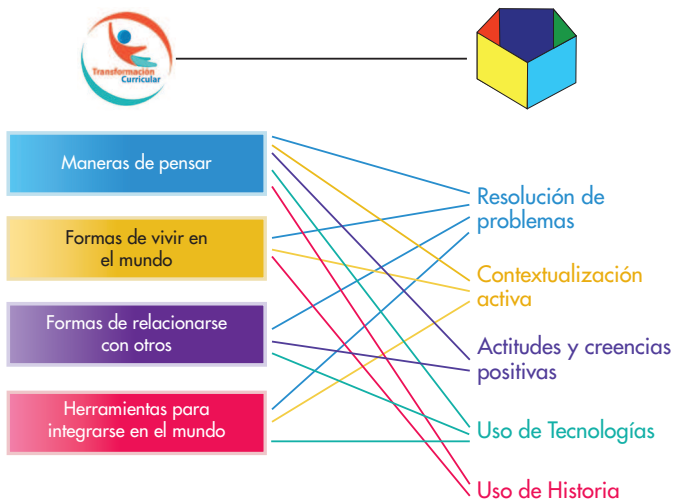 Transformación
Curricular
Maneras de pensar
Formas de vivir en
el mundo
Formas de relacionarse
con otros
Herramientas para
integrarse en el mundo
Resolución de
problemas
Contextualización
activa
Actitudes y creencias
positivas
Uso de Tecnologías
Uso de Historia